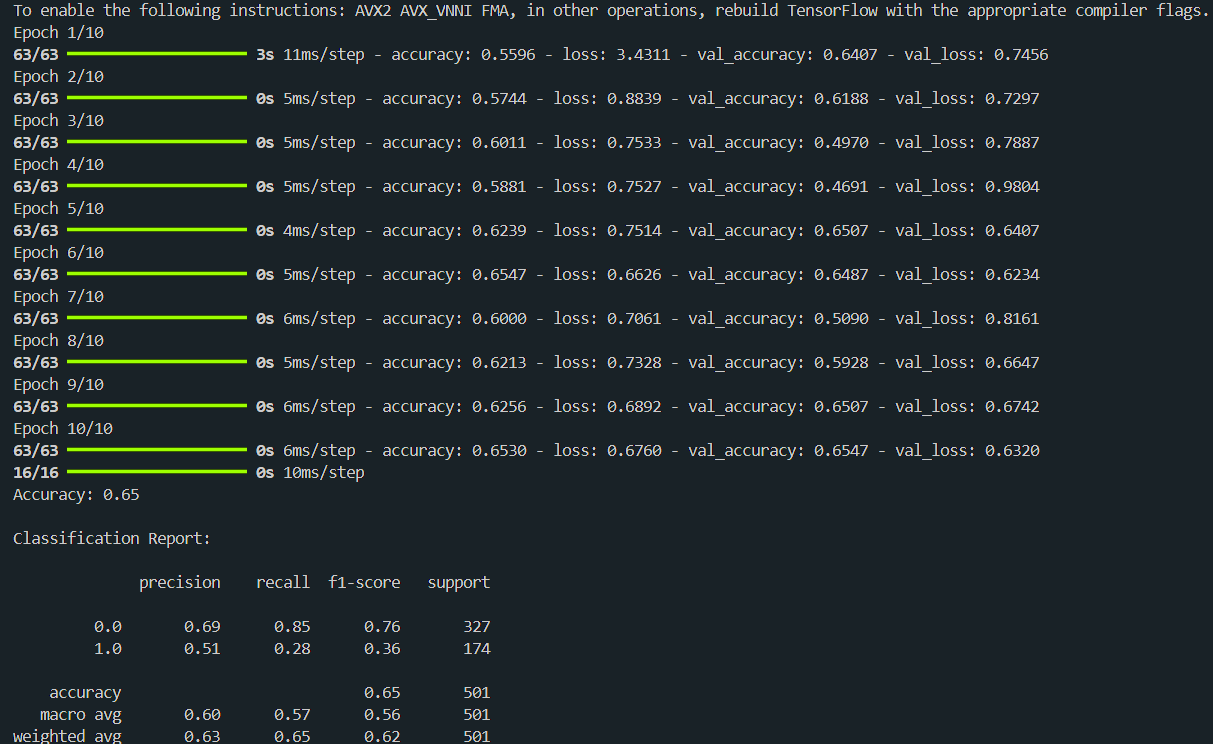 To enable the following instructions: AVX2 AVX_VNNI FMA, in other operations, rebuild TensorFlow with the appropriate compiler flags.
Epoch 1/10
63/63 3s 11ms/step - accuracy: 0.5596 - loss: 3.4311 - val_accuracy: 0.6407 - val_loss: 0.7456
Epoch 2/10
63/63 0s 5ms/step - accuracy: 0.5744 - loss: 0.8839 - val_accuracy: 0.6188 - val_loss: 0.7297
Epoch 3/10
63/63 0s 5ms/step - accuracy: 0.6011 - loss: 0.7533 - val_accuracy: 0.4970 - val_loss: 0.7887
Epoch 4/10
63/63 0s 5ms/step - accuracy: 0.5881 - loss: 0.7527 - val_accuracy: 0.4691 - val_loss: 0.9804
Epoch 5/10
63/63 0s 4ms/step - accuracy: 0.6239 - loss: 0.7514 - val_accuracy: 0.6507 - val_loss: 0.6407
Epoch 6/10
63/63 0s 5ms/step - accuracy: 0.6547 - loss: 0.6626 - val_accuracy: 0.6487 - val_loss: 0.6234
Epoch 7/10
63/63 0s 6ms/step - accuracy: 0.6000 - loss: 0.7061 - val_accuracy: 0.5090 - val_loss: 0.8161
Epoch 8/10
63/63 0s 5ms/step - accuracy: 0.6213 - loss: 0.7328 - val_accuracy: 0.5928 - val_loss: 0.6647
Epoch 9/10
63/63 0s 6ms/step - accuracy: 0.6256 - loss: 0.6892 - val_accuracy: 0.6507 - val_loss: 0.6742
Epoch 10/10
63/63 0s 6ms/step - accuracy: 0.6530 - loss: 0.6760 - val_accuracy: 0.6547 - val_loss: 0.6320
16/16 0s 10ms/step
Accuracy: 0.65
Classification Report:
precision recall f1-score support
0.0 0.69 0.85 0.76 327
1.0 0.51 0.28 0.36 174
accuracy 0.65 501
macro avg 0.60 0.57 0.56 501
weighted avg 0.63 0.65 0.62 501